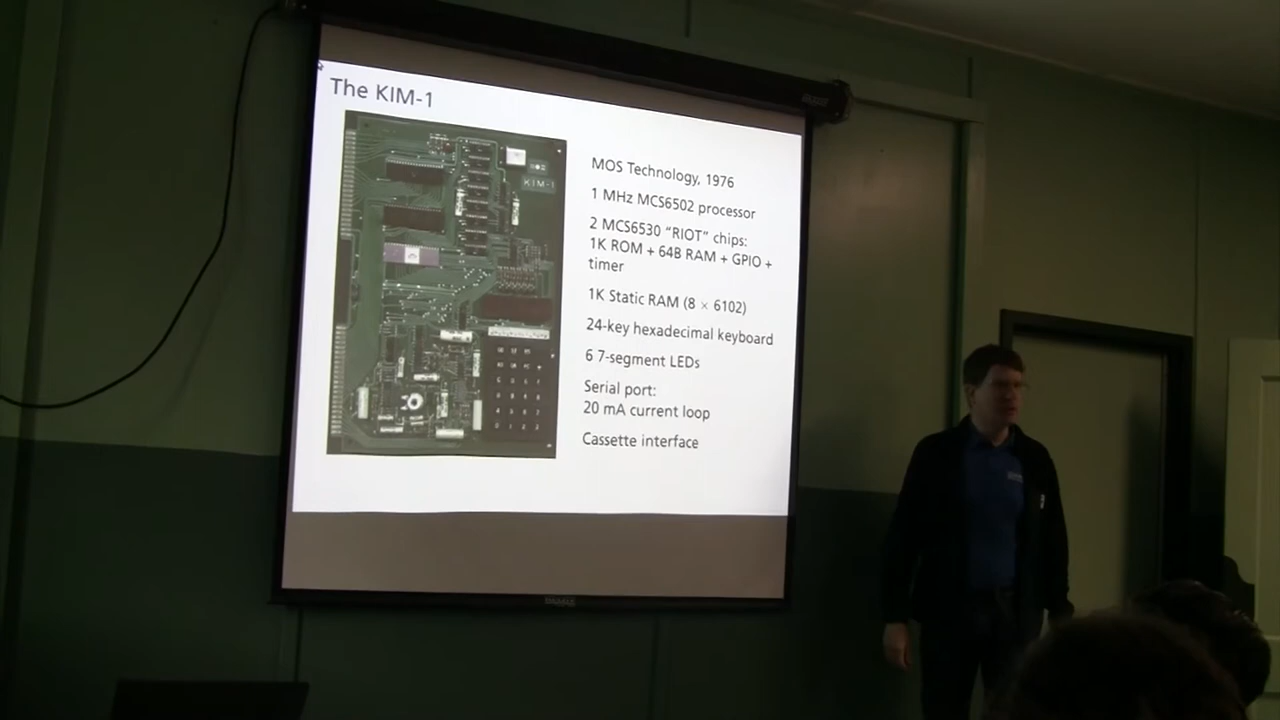 The KIM-1
KIM-1
MOS Technology, 1976
1 MHz MCS6502 processor
2 MCS6530 “RIOT” chips:
1K ROM + 64B RAM + GPIO +
timer
1K Static RAM (8 × 6102)
24-key hexadecimal keyboard
6 7-segment LEDs
Serial port:
20 mA current loop
Cassette interface